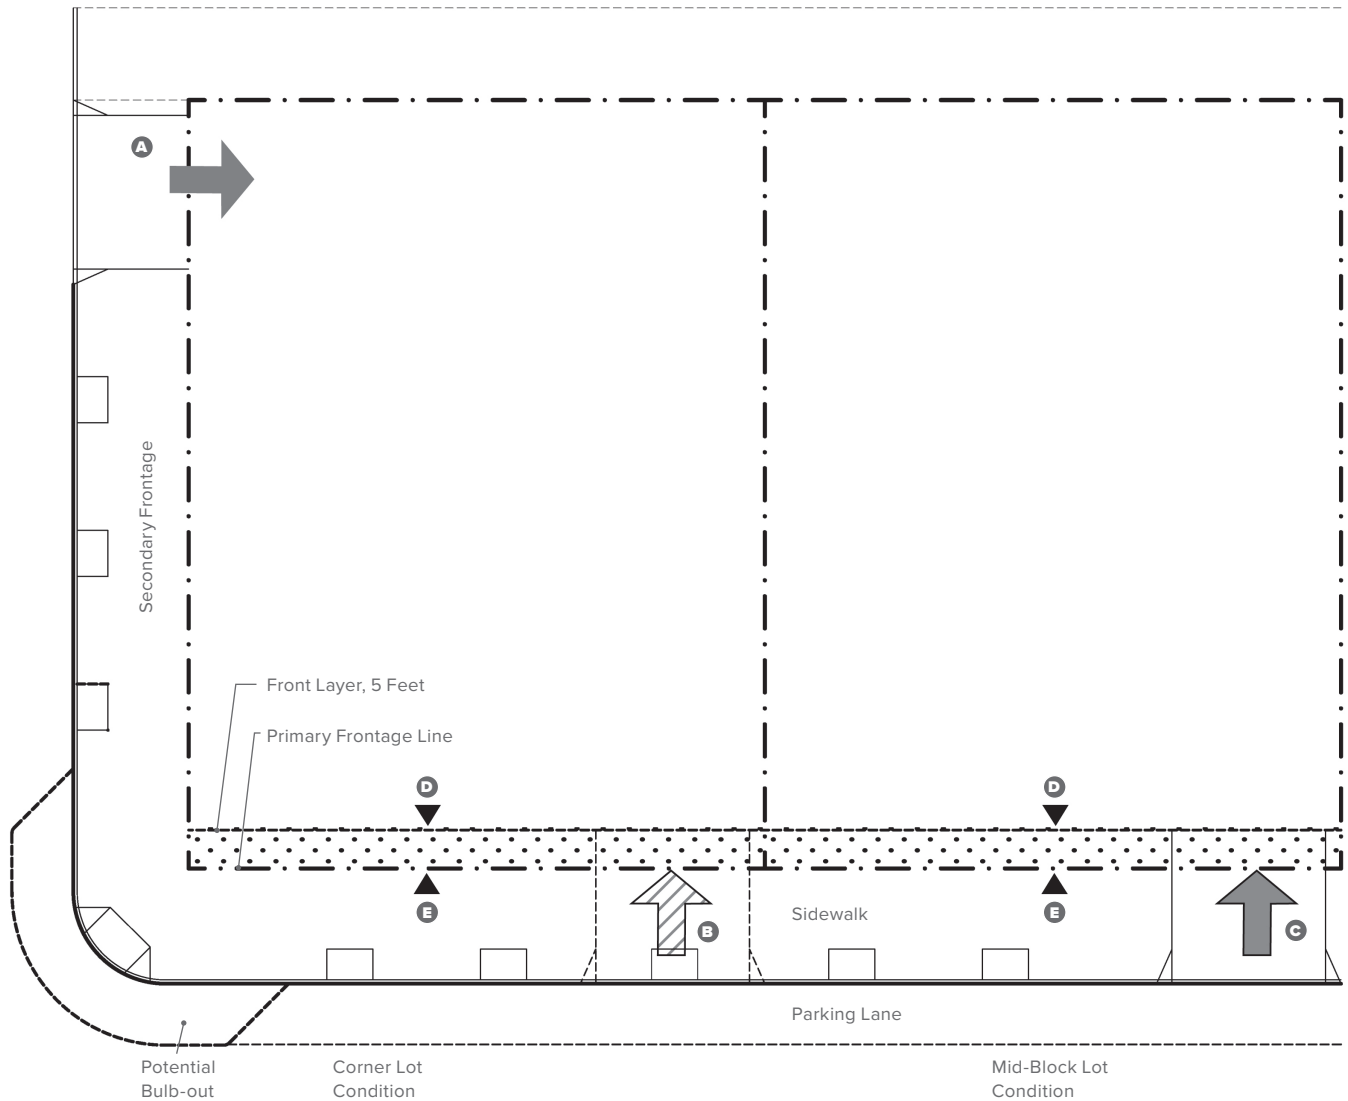 A
Secondary Frontage
Front Layer, 5 Feet
Primary Frontage Line
D
D
E
E
Sidewalk
B
C
Parking Lane
Potential
Bulb-out
Corner Lot
Condition
Mid-Block Lot
Condition